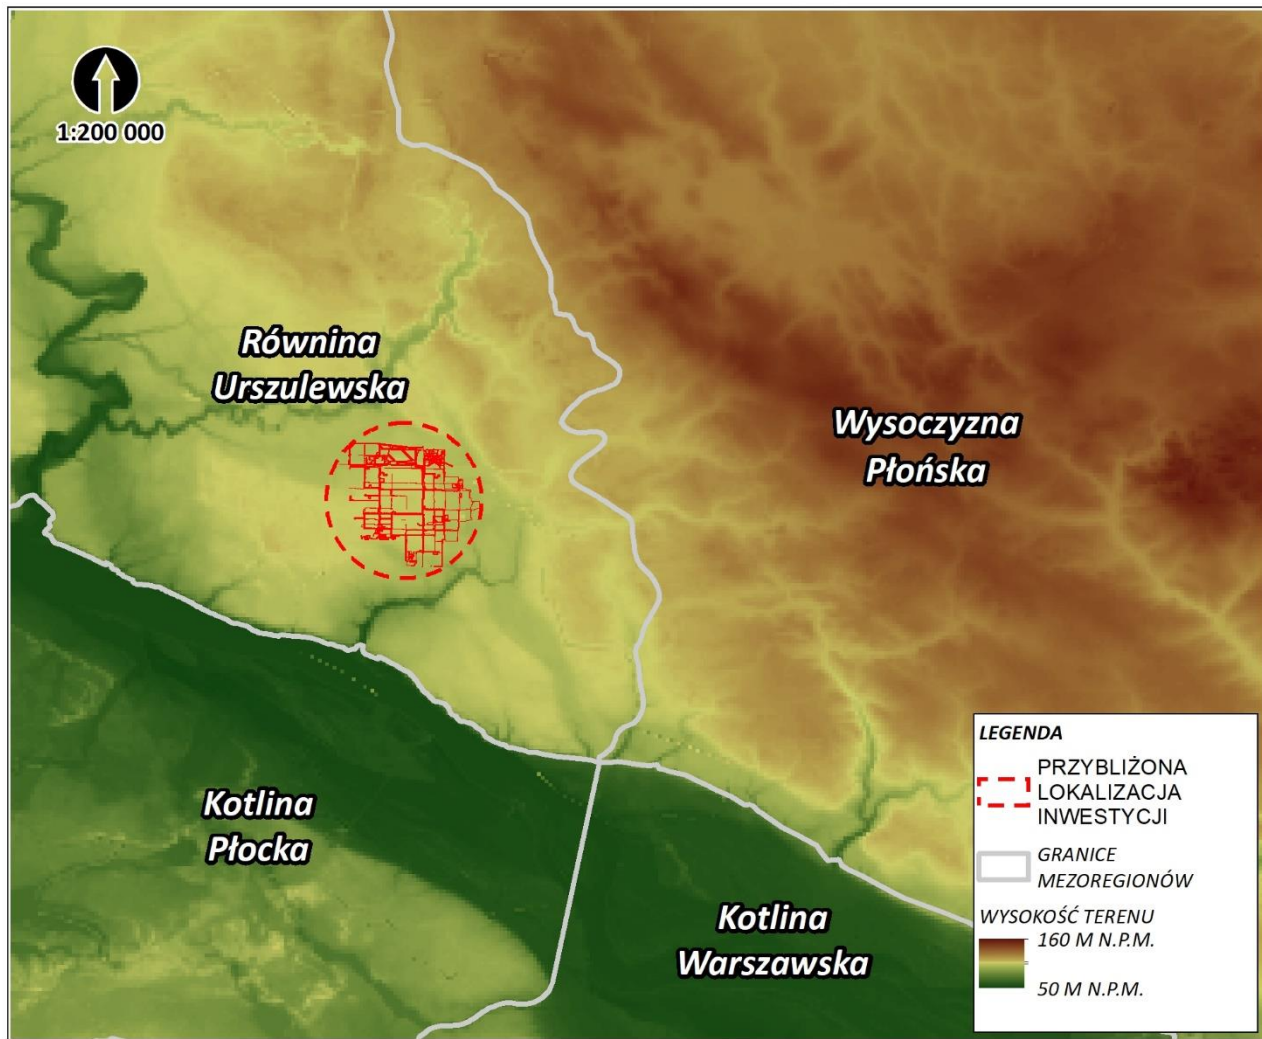 1:200 000
Równina
Urszulewska
Wysoczyzna
Płońska
Kotlina
Płocka
Kotlina
Warszawska
LEGENDA
PRZYBLIŻONA
LOKALIZACJA
INWESTYCJI
GRANICE
MEZOREGIONÓW
WYSOKOŚĆ TERENU
160 M N.P.M.
50 M N.P.M.